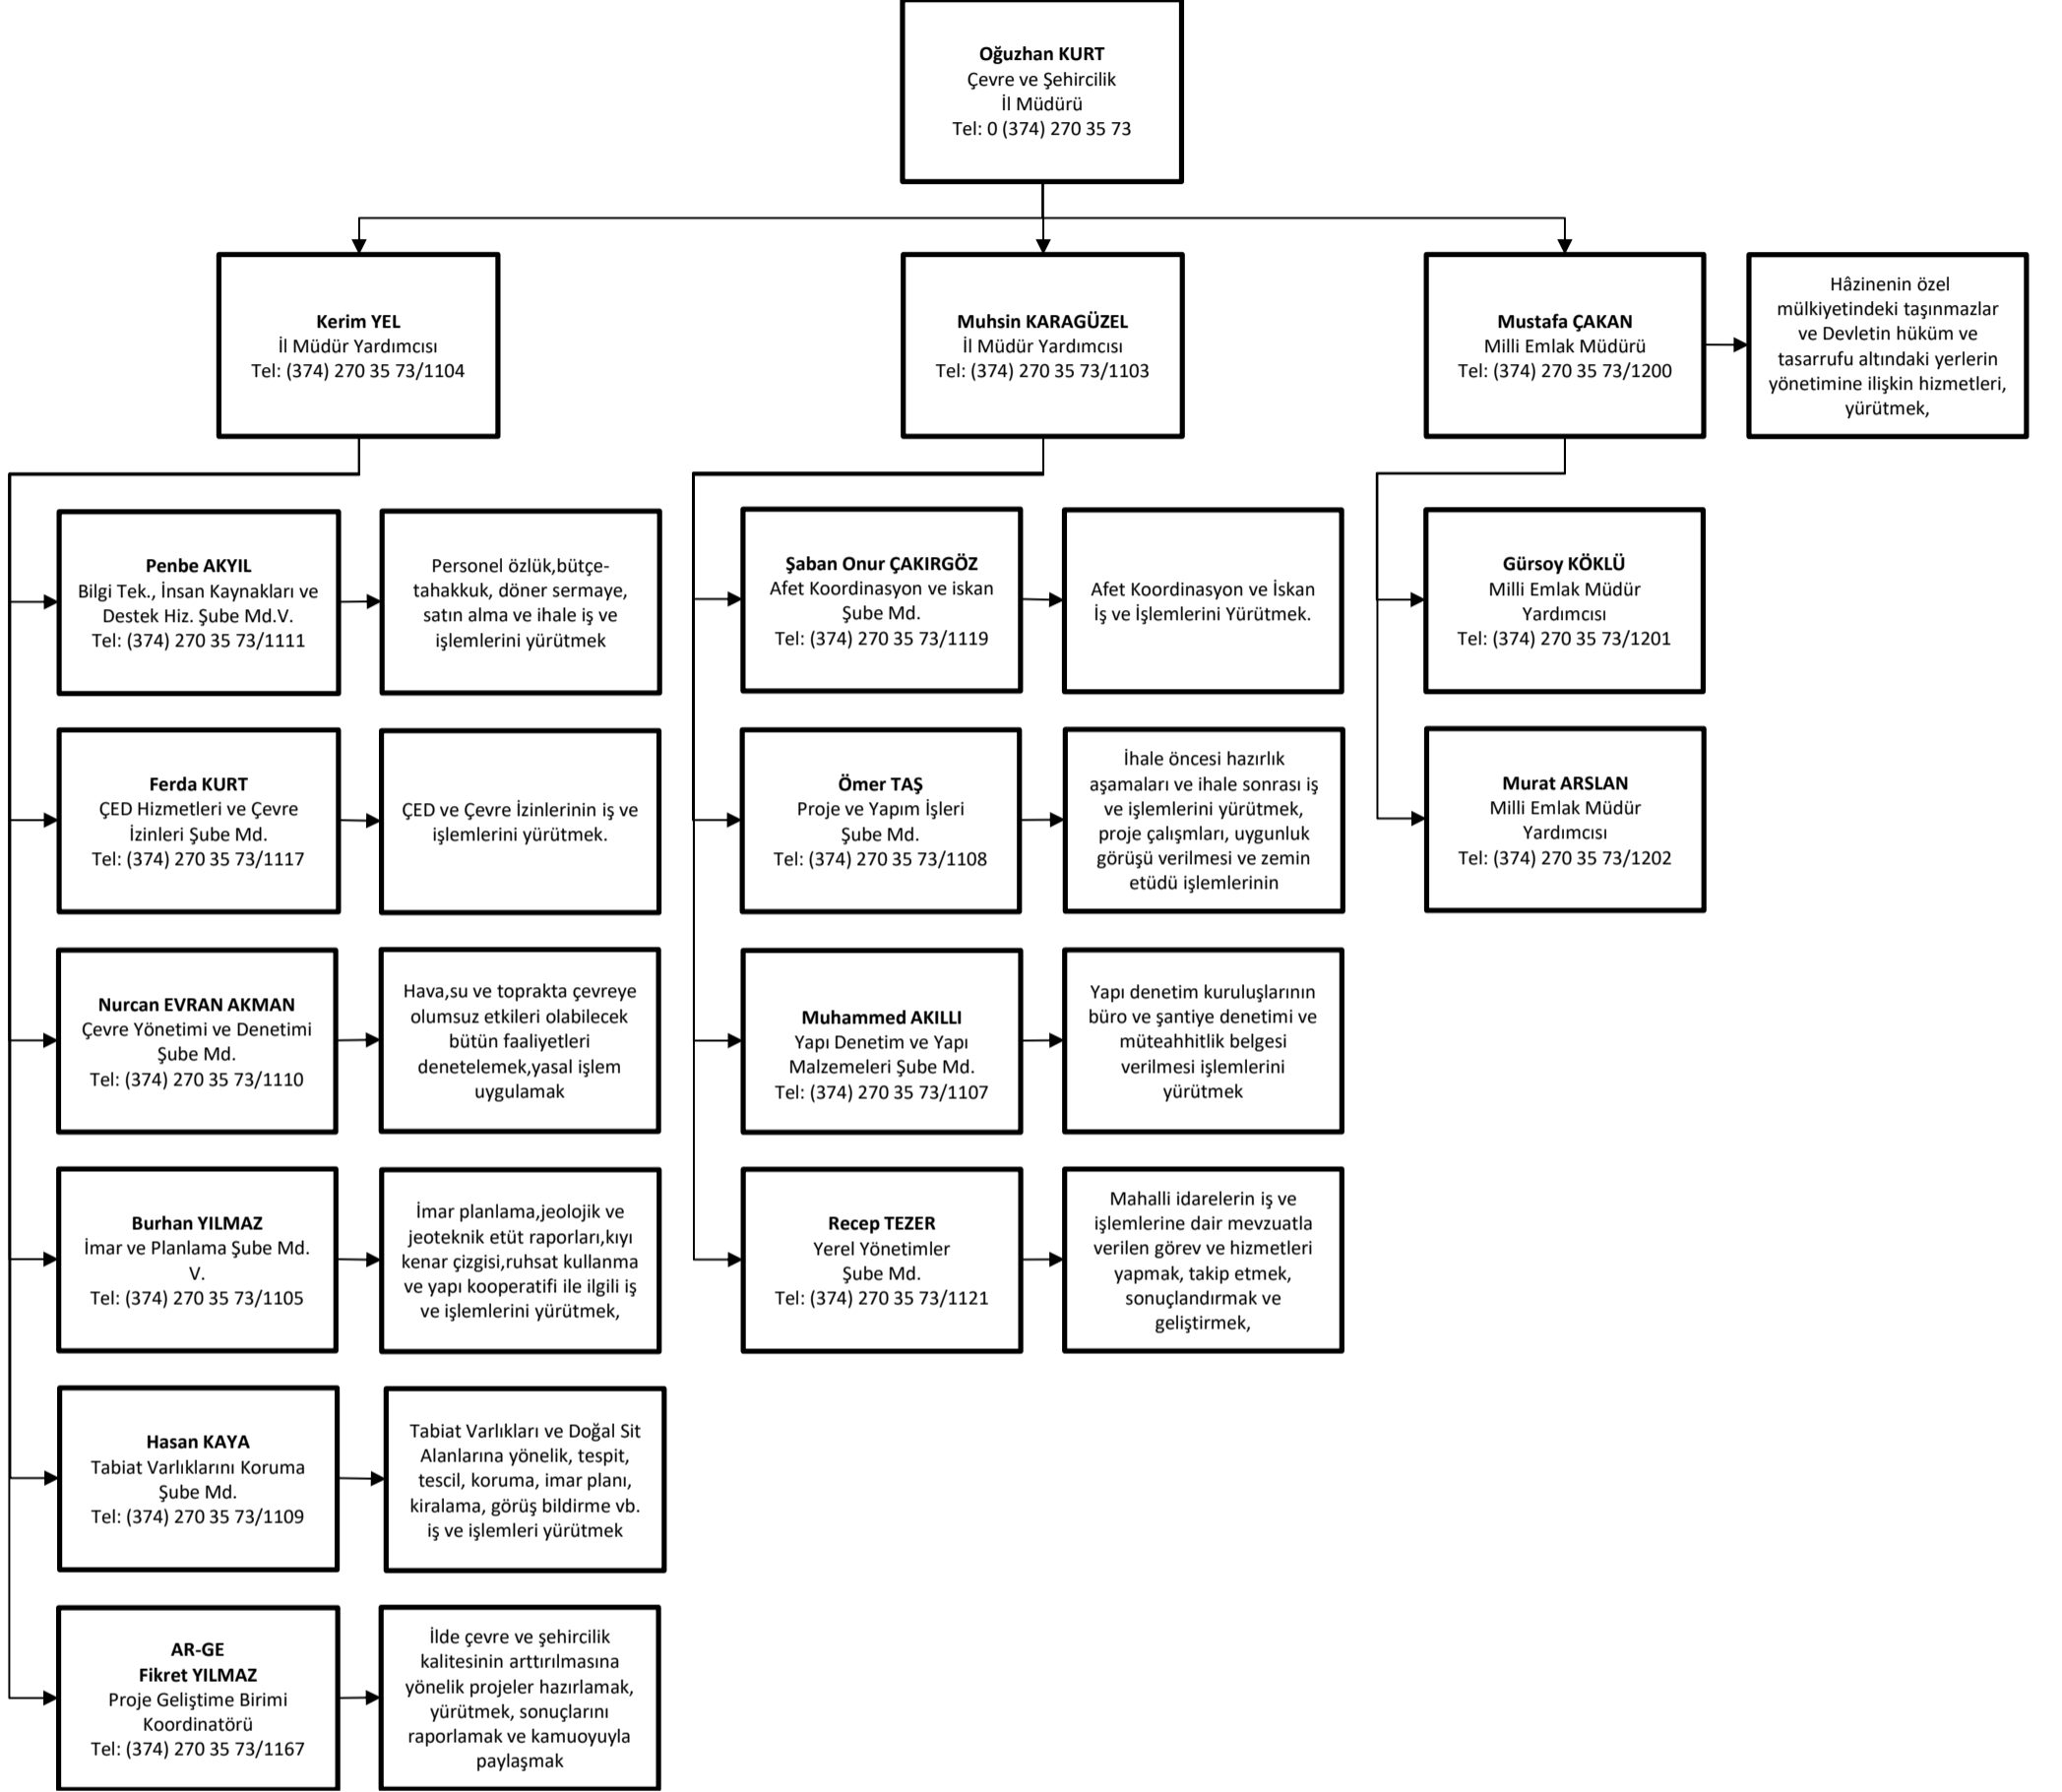 Oğuzhan KURT
Çevre ve Şehircilik
İl Müdürü
Tel: 0 (374) 270 35 73
Kerim YEL
İl Müdür Yardımcısı
Tel: (374) 270 35 73/1104
Muhsin KARAGÜZEL
İl Müdür Yardımcısı
Tel: (374) 270 35 73/1103
Mustafa ÇAKAN
Milli Emlak Müdürü
Tel: (374) 270 35 73/1200
Hâzinenin özel
mülkiyetindeki taşınmazlar
ve Devletin hüküm ve
tasarrufu altındaki yerlerin
yönetimine ilişkin hizmetleri,
yürütmek,
Penbe AKYIL
Bilgi Tek., İnsan Kaynakları ve
Destek Hiz. Şube Md.V.
Tel: (374) 270 35 73/1111
Personel özlük,bütçe-
tahakkuk, döner sermaye,
satın alma ve ihale iş ve
işlemlerini yürütmek
Şaban Onur ÇAKIRGÖZ
Afet Koordinasyon ve iskan
Şube Md.
Tel: (374) 270 35 73/1119
Afet Koordinasyon ve İskan
İş ve İşlemlerini Yürütmek.
Gürsoy KÖKLÜ
Milli Emlak Müdür
Yardımcısı
Tel: (374) 270 35 73/1201
Ferda KURT
ÇED Hizmetleri ve Çevre
İzinleri Şube Md.
Tel: (374) 270 35 73/1117
ÇED ve Çevre İzinlerinin iş ve
işlemlerini yürütmek.
Ömer TAŞ
Proje ve Yapım İşleri
Şube Md.
Tel: (374) 270 35 73/1108
İhale öncesi hazırlık
aşamaları ve ihale sonrası iş
ve işlemlerini yürütmek,
proje çalışmları, uygunluk
görüşü verilmesi ve zemin
etüdü işlemlerinin
Murat ARSLAN
Milli Emlak Müdür
Yardımcısı
Tel: (374) 270 35 73/1202
Nurcan EVRAN AKMAN
Çevre Yönetimi ve Denetimi
Şube Md.
Tel: (374) 270 35 73/1110
Hava,su ve toprakta çevreye
olumsuz etkileri olabilecek
bütün faaliyetleri
denetelemek,yasal işlem
uygulamak
Muhammed AKILLI
Yapı Denetim ve Yapı
Malzemeleri Şube Md.
Tel: (374) 270 35 73/1107
Yapı denetim kuruluşlarının
büro ve şantiye denetimi ve
müteahhitlik belgesi
verilmesi işlemlerini
yürütmek
Burhan YILMAZ
İmar ve Planlama Şube Md.
V.
Tel: (374) 270 35 73/1105
İmar planlama,jeolojik ve
jeoteknik etüt raporları,kıyı
kenar çizgisi,ruhsat kullanma
ve yapı kooperatifi ile ilgili iş
ve işlemlerini yürütmek,
Recep TEZER
Yerel Yönetimler
Şube Md.
Tel: (374) 270 35 73/1121
Mahalli idarelerin iş ve
işlemlerine dair mevzuatla
verilen görev ve hizmetleri
yapmak, takip etmek,
sonuçlandırmak ve
geliştirmek,
Hasan KAYA
Tabiat Varlıklarını Koruma
Şube Md.
Tel: (374) 270 35 73/1109
Tabiat Varlıkları ve Doğal Sit
Alanlarına yönelik, tespit,
tescil, koruma, imar planı,
kiralama, görüş bildirme vb.
iş ve işlemleri yürütmek
AR-GE
Fikret YILMAZ
Proje Geliştime Birimi
Koordinatörü
Tel: (374) 270 35 73/1167
İlde çevre ve şehircilik
kalitesinin arttırılmasına
yönelik projeler hazırlamak,
yürütmek, sonuçlarını
raporlamak ve kamuoyuyla
paylaşmak